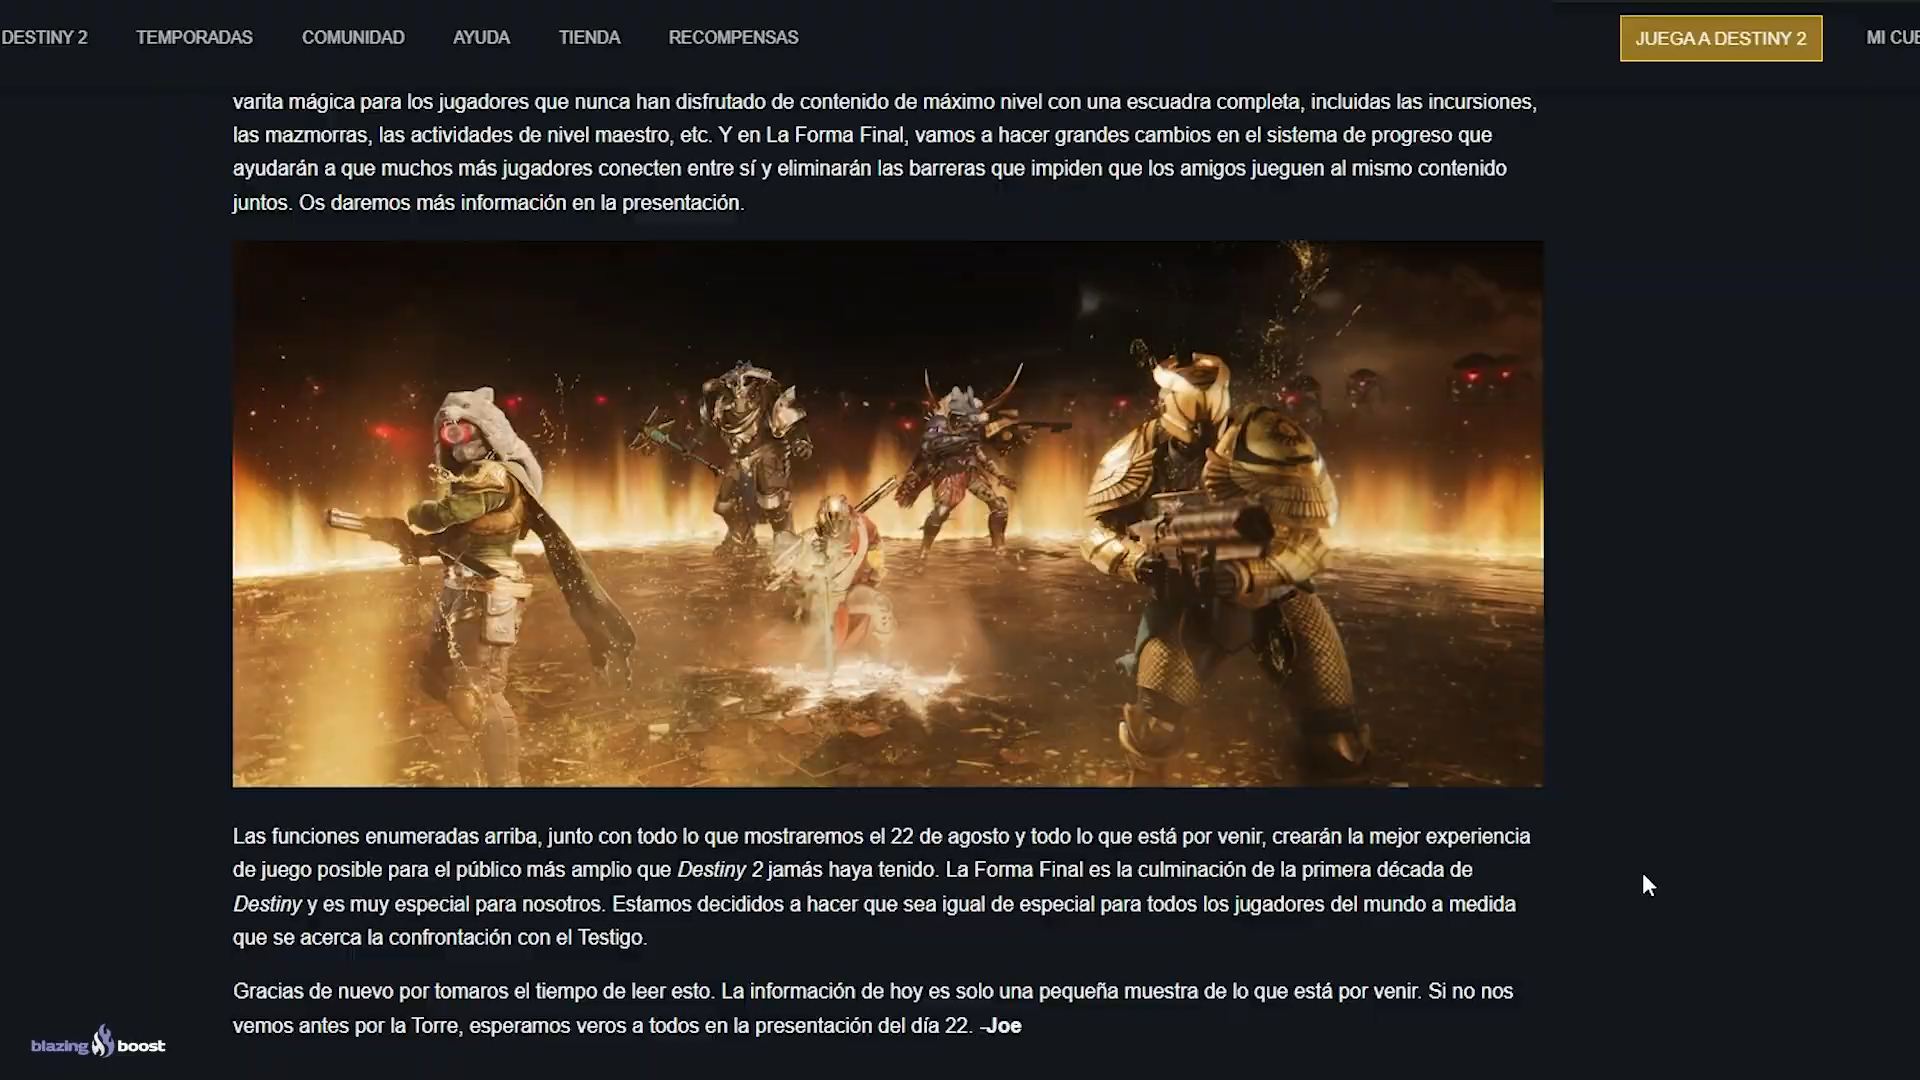 DESTINY 2 TEMPORADAS COMUNIDAD AYUDA TIENDA RECOMPENSAS JUEGA A DESTINY 2 MI CUE
varita mágica para los jugadores que nunca han disfrutado de contenido de máximo nivel con una escuadra completa, incluidas las incursiones,
las mazmorras, las actividades de nivel maestro, etc. Y en La Forma Final, vamos a hacer grandes cambios en el sistema de progreso que
ayudarán a que muchos más jugadores conecten entre sí y eliminarán las barreras que impiden que los amigos jueguen al mismo contenido
juntos. Os daremos más información en la presentación.
Las funciones enumeradas arriba, junto con todo lo que mostraremos el 22 de agosto y todo lo que está por venir, crearán la mejor experiencia
de juego posible para el público más amplio que Destiny 2 jamás haya tenido. La Forma Final es la culminación de la primera década de
Destiny y es muy especial para nosotros. Estamos decididos a hacer que sea igual de especial para todos los jugadores del mundo a medida
que se acerca la confrontación con el Testigo.
Gracias de nuevo por tomaros el tiempo de leer esto. La información de hoy es solo una pequeña muestra de lo que está por venir. Si no nos
vemos antes por la Torre, esperamos veros a todos en la presentación del día 22. -Joe
blazing boost